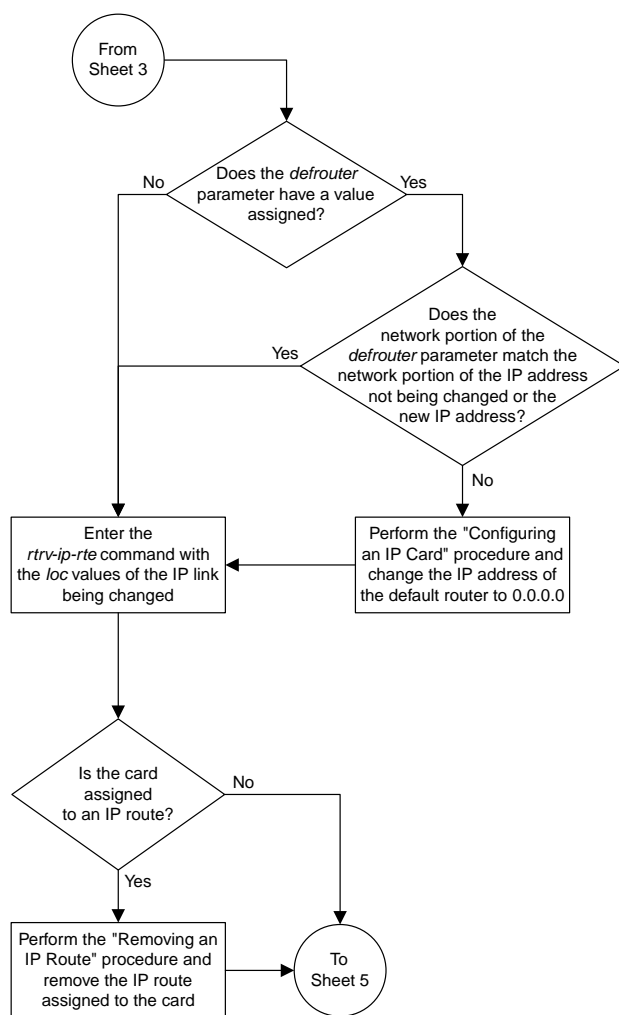 From
Sheet 3
Does the defrouter
parameter have a value
assigned?
No
Yes
Does the
network portion of the
defrouter parameter match the
network portion of the IP address
not being changed or the
new IP address?
Yes
No
Enter the
rtrv-ip-rte command with
the loc values of the IP link
being changed
Perform the "Configuring
an IP Card" procedure and
change the IP address of
the default router to 0.0.0.0
Is the card
assigned
to an IP route?
No
Yes
Perform the "Removing an
IP Route" procedure and
remove the IP route
assigned to the card
To
Sheet 5